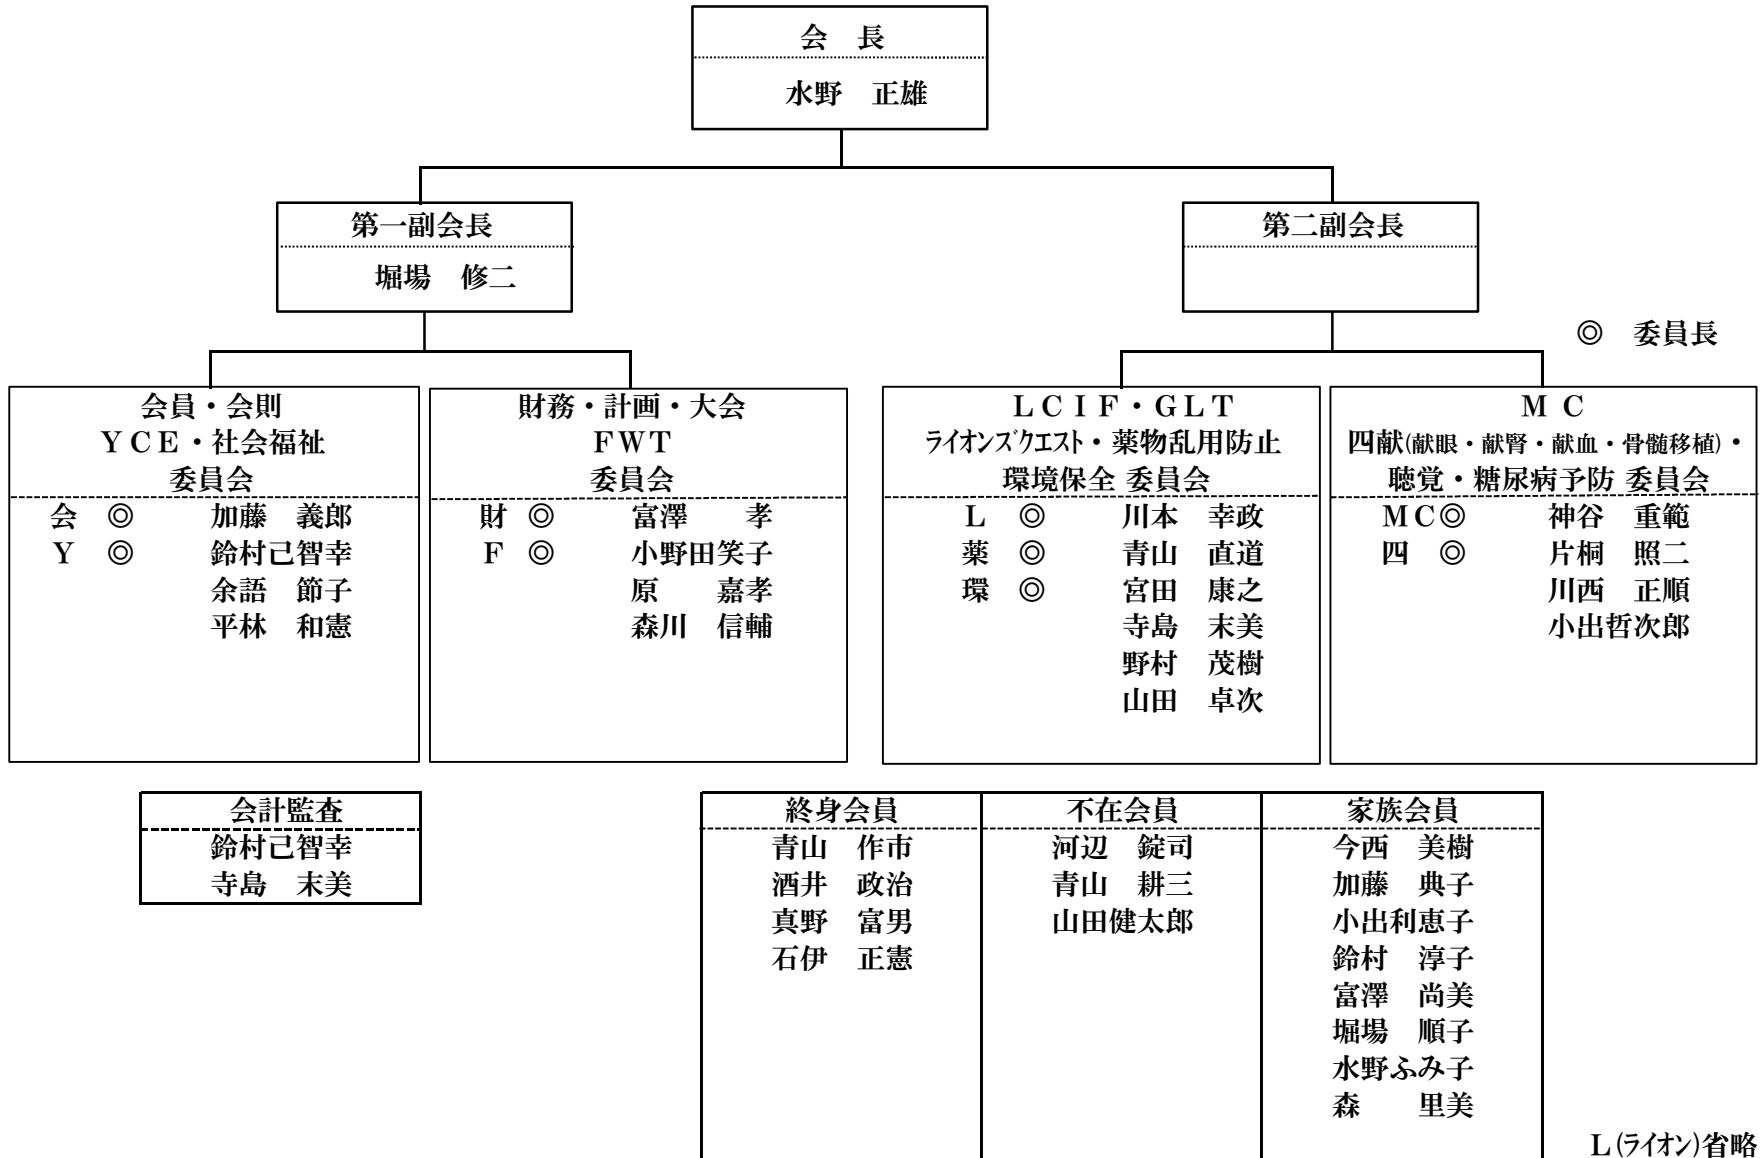 会　長
水野　正雄
第一副会長
堀場　修二
第二副会長
◎　委員長
会員・会則
ＹＣＥ・社会福祉
委員会
会　◎　加藤　義郎
Ｙ　◎　鈴村己智幸
余語　節子
平林　和憲
財務・計画・大会
ＦＷＴ
委員会
財　◎　富澤　　孝
Ｆ　◎　小野田笑子
原　　嘉孝
森川　信輔
ＬＣＩＦ・ＧＬＴ
ﾗｲｵﾝｽﾞｸｴｽﾄ・薬物乱用防止
環境保全 委員会
Ｌ　◎　川本　幸政
薬　◎　青山　直道
環　◎　宮田　康之
寺島　末美
野村　茂樹
山田　卓次
Ｍ Ｃ
四献(献眼・献腎・献血・骨髄移植)・
聴覚・糖尿病予防 委員会
ＭＣ◎　神谷　重範
四　◎　片桐　照二
川西　正順
小出哲次郎
会計監査
鈴村己智幸
寺島　末美
終身会員
青山　作市
酒井　政治
真野　富男
石伊　正憲
不在会員
河辺　錠司
青山　耕三
山田健太郎
家族会員
今西　美樹
加藤　典子
小出利恵子
鈴村　淳子
富澤　尚美
堀場　順子
水野ふみ子
森　　里美
Ｌ(ﾗｲｵﾝ)省略